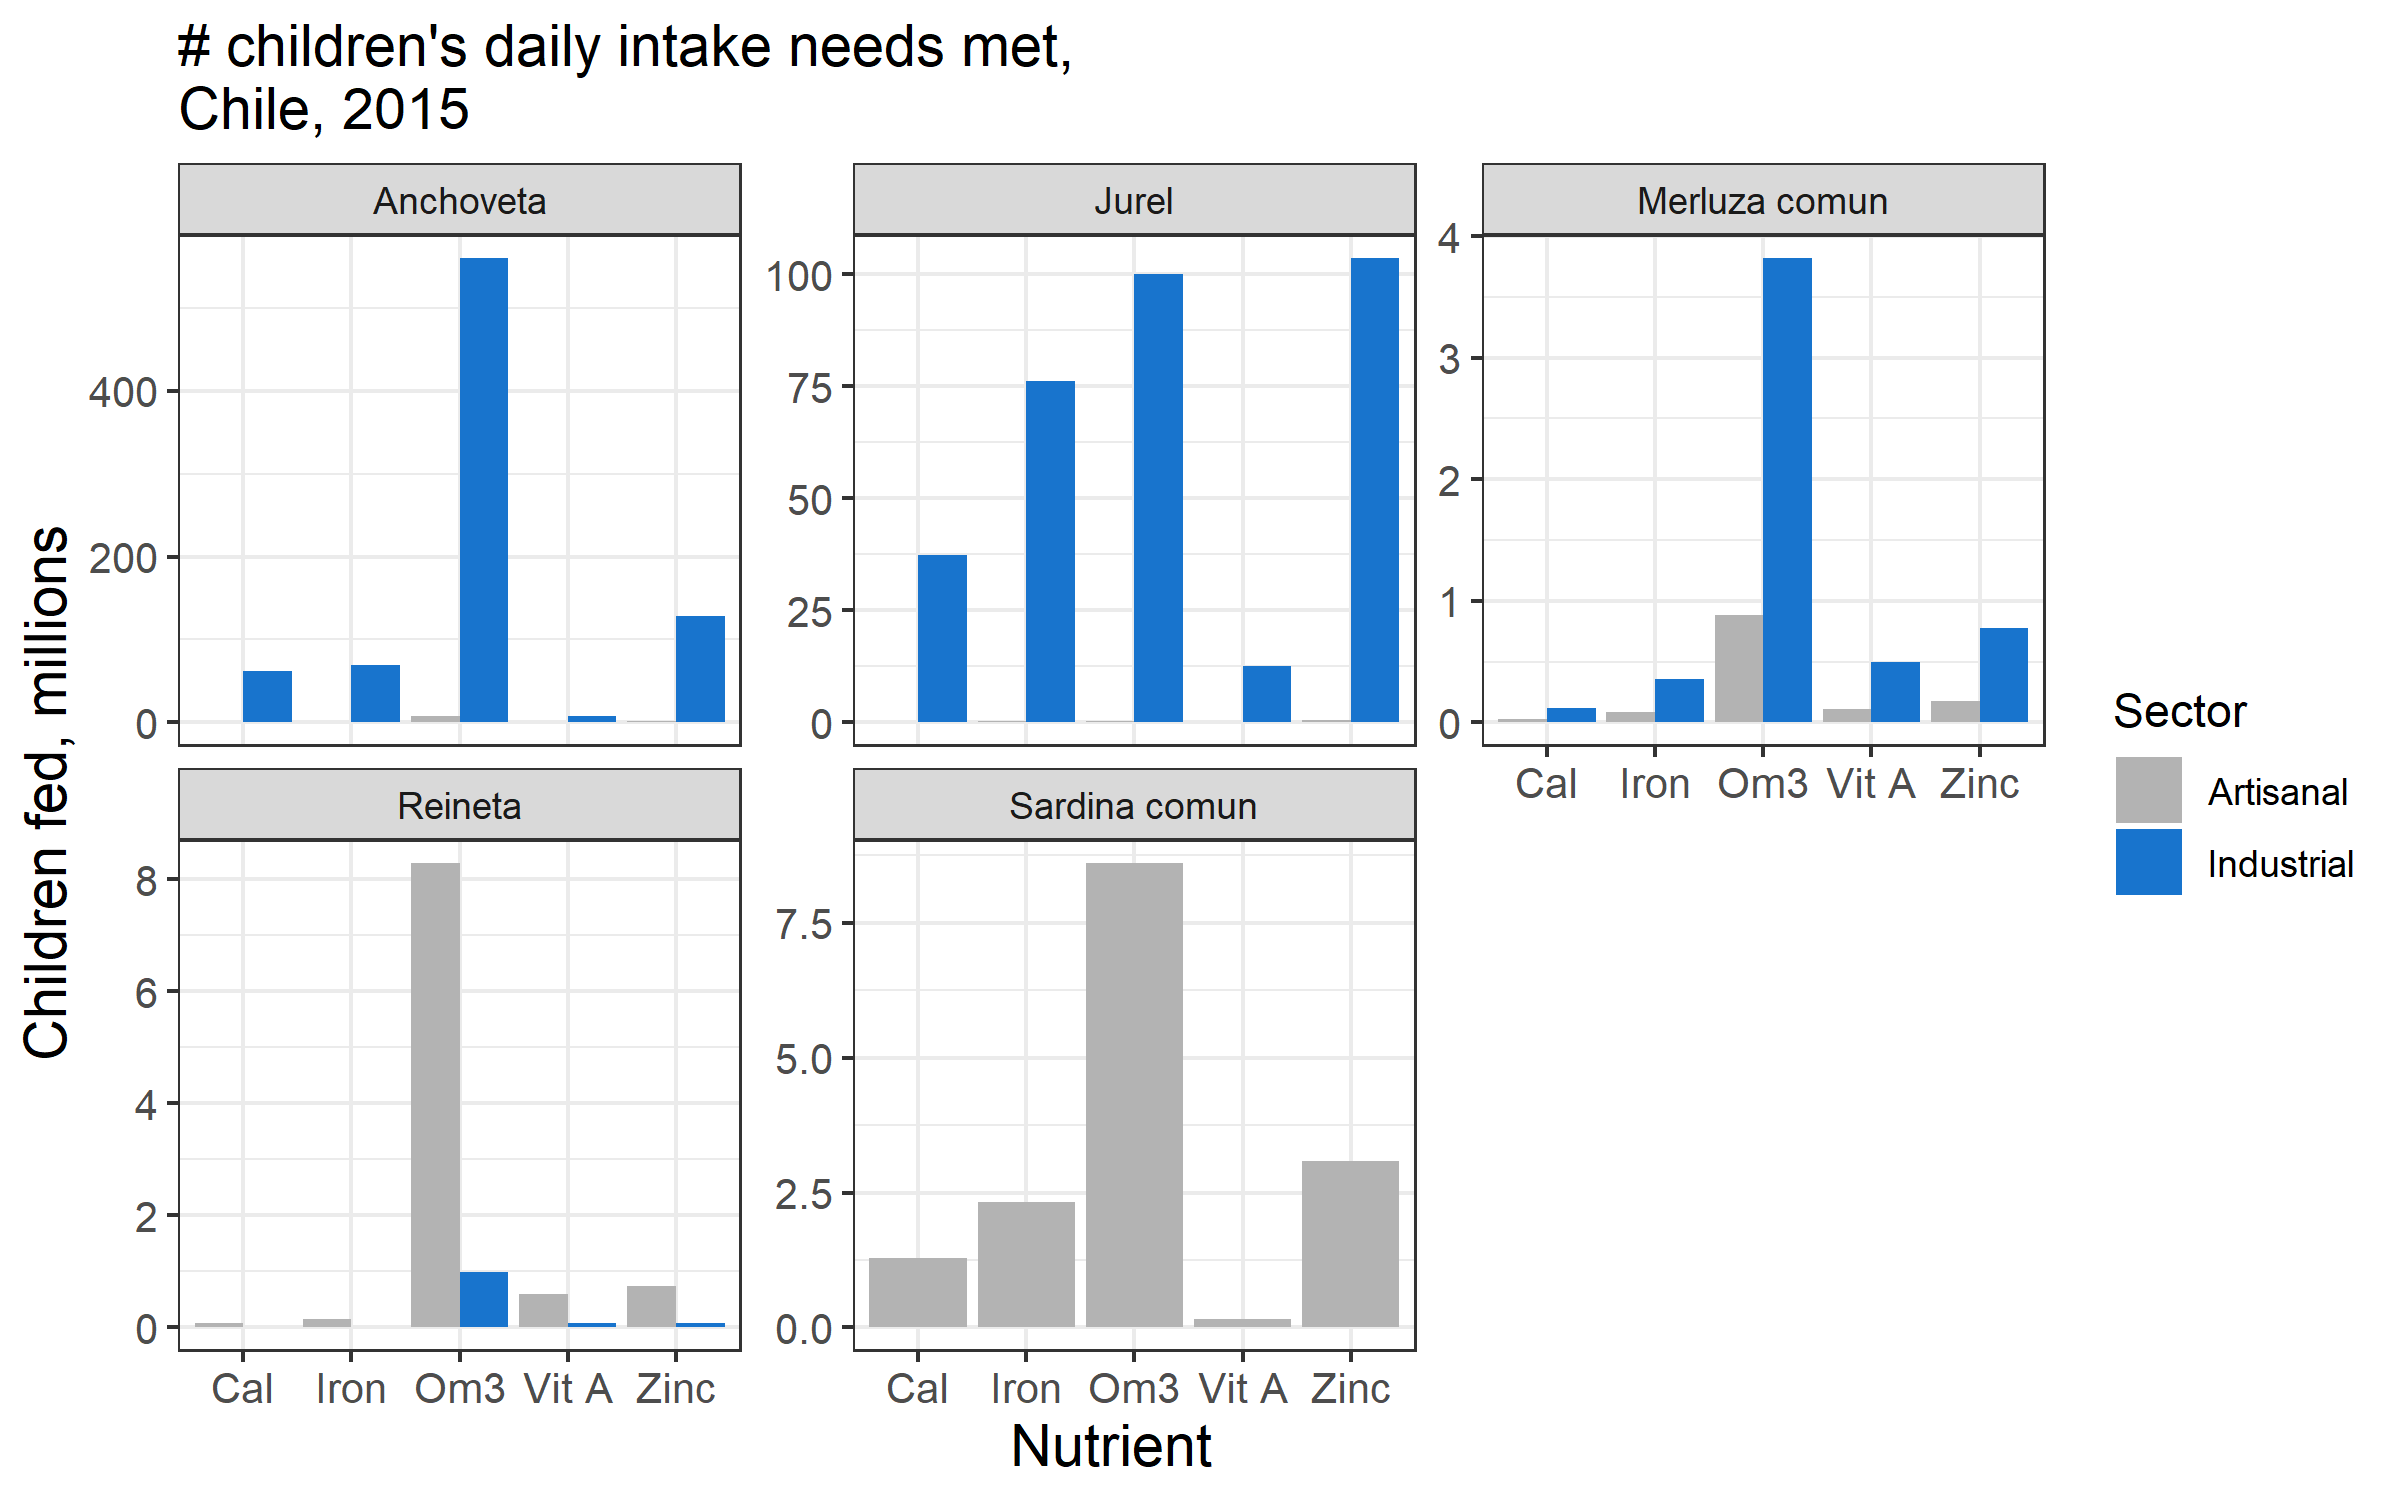 # children's daily intake needs met,
Chile, 2015
Anchoveta
Jurel
Merluza comun
400
200
0
100
75
50
25
0
4
3
2
1
0
Cal Iron Om3 Vit A Zinc
Reineta
Sardina comun
8
6
4
2
0
7.5
5.0
2.5
0.0
Cal Iron Om3 Vit A Zinc
Cal Iron Om3 Vit A Zinc
Nutrient
Children fed, millions
Sector
Artisanal
Industrial